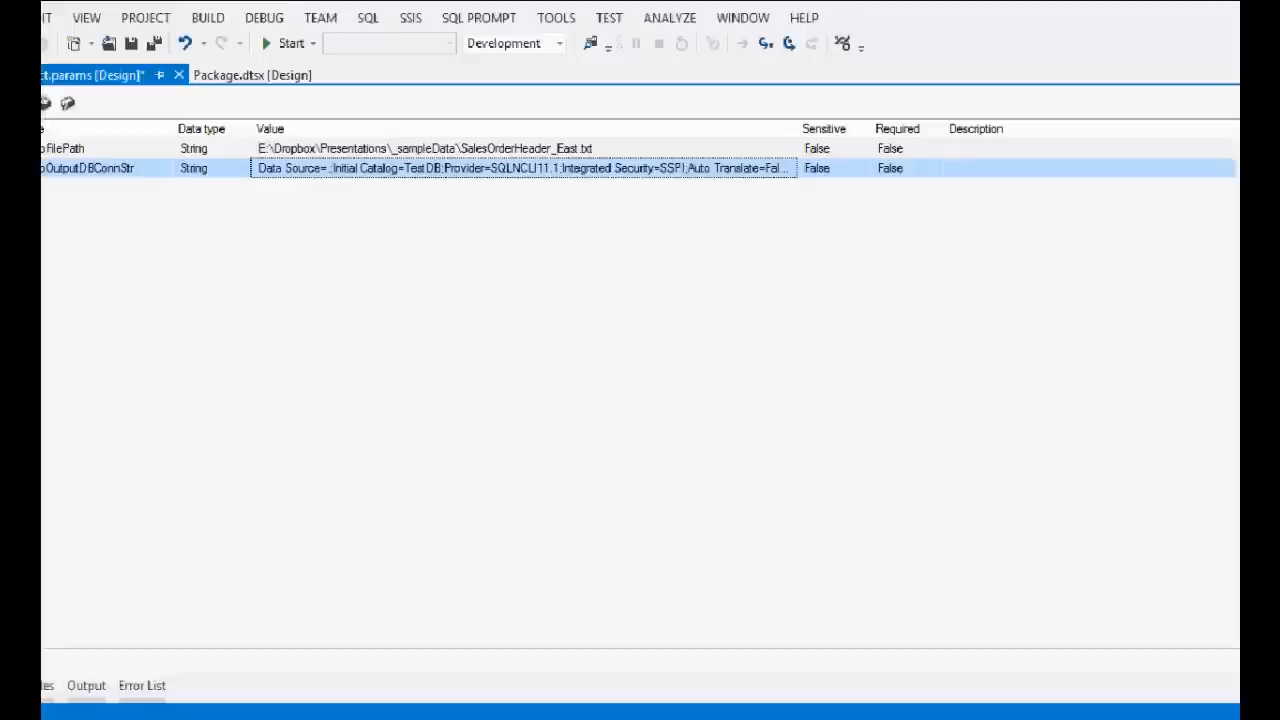 IT VIEW PROJECT BUILD DEBUG TEAM SQL SSIS SQL PROMPT TOOLS TEST ANALYZE WINDOW HELP
Start Development
ct.params [Design]* Package.dtsx [Design]
e Data type Value Sensitive Required Description
oFilePath String E:\Dropbox\Presentations\_sampleData\SalesOrderHeader_East.txt False False
oOutputDBConnStr String Data Source=.;Initial Catalog=TestDB;Provider=SQLNCLI11.1;Integrated Security=SSPI;Auto Translate=Fal... False False
les Output Error List